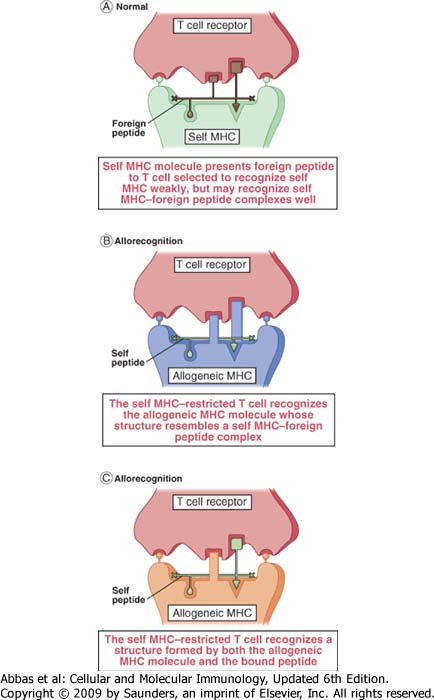 A Normal
T cell receptor
Foreign
peptide
Self MHC
Self MHC molecule presents foreign peptide
to T cell selected to recognize self
MHC weakly, but may recognize self
MHC–foreign peptide complexes well
B Allorecognition
T cell receptor
Self
peptide
Allogeneic MHC
The self MHC–restricted T cell recognizes
the allogeneic MHC molecule whose
structure resembles a self MHC–foreign
peptide complex
C Allorecognition
T cell receptor
Self
peptide
Allogeneic MHC
The self MHC–restricted T cell recognizes a
structure formed by both the allogeneic
MHC molecule and the bound peptide
Abbas et al: Cellular and Molecular Immunology, Updated 6th Edition.
Copyright © 2009 by Saunders, an imprint of Elsevier, Inc. All rights reserved.